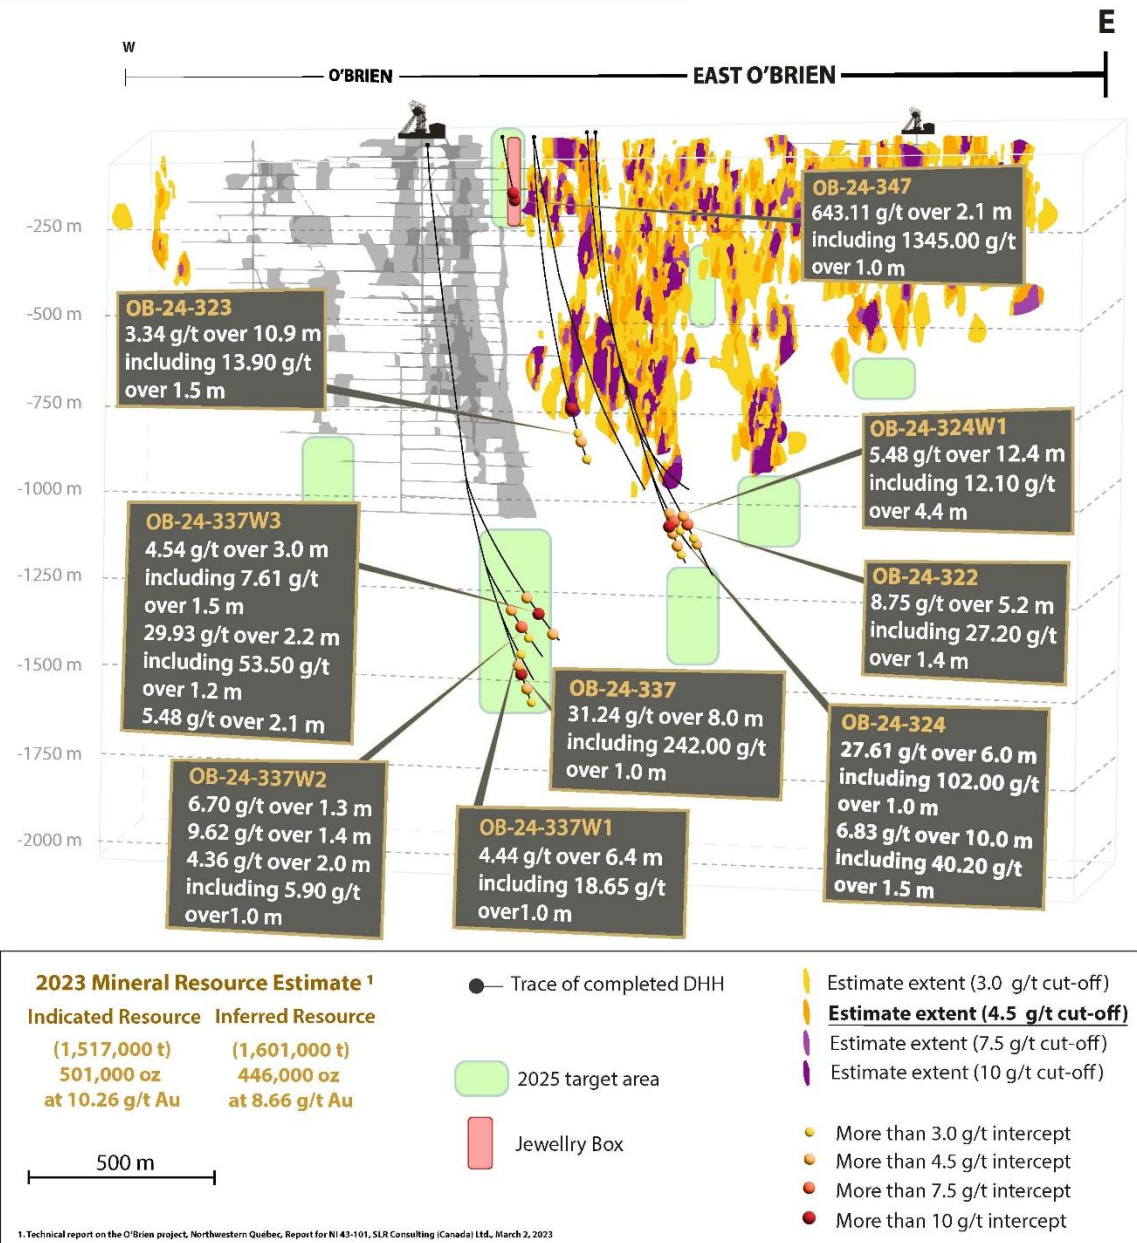 E
W
O'BRIEN
EAST O'BRIEN
-250 m
-500 m
-750 m
-1000 m
-1250 m
-1500 m
-1750 m
-2000 m
OB-24-347
643.11 g/t over 2.1 m
including 1345.00 g/t
over 1.0 m
OB-24-323
3.34 g/t over 10.9 m
including 13.90 g/t
over 1.5 m
OB-24-324W1
5.48 g/t over 12.4 m
including 12.10 g/t
over 4.4 m
OB-24-337W3
4.54 g/t over 3.0 m
including 7.61 g/t
over 1.5 m
29.93 g/t over 2.2 m
including 53.50 g/t
over 1.2 m
5.48 g/t over 2.1 m
OB-24-322
8.75 g/t over 5.2 m
including 27.20 g/t
over 1.4 m
OB-24-337
31.24 g/t over 8.0 m
including 242.00 g/t
over 1.0 m
OB-24-324
27.61 g/t over 6.0 m
including 102.00 g/t
over 1.0 m
6.83 g/t over 10.0 m
including 40.20 g/t
over 1.5 m
OB-24-337W2
6.70 g/t over 1.3 m
9.62 g/t over 1.4 m
4.36 g/t over 2.0 m
including 5.90 g/t
over1.0 m
OB-24-337W1
4.44 g/t over 6.4 m
including 18.65 g/t
over1.0 m
2023 Mineral Resource Estimate 1
Indicated Resource Inferred Resource
(1,517,000 t) (1,601,000 t)
501,000 oz 446,000 oz
at 10.26 g/t Au at 8.66 g/t Au
500 m
Trace of completed DHH
2025 target area
Jewellry Box
Estimate extent (3.0 g/t cut-off)
Estimate extent (4.5 g/t cut-off)
Estimate extent (7.5 g/t cut-off)
Estimate extent (10 g/t cut-off)
More than 3.0 g/t intercept
More than 4.5 g/t intercept
More than 7.5 g/t intercept
More than 10 g/t intercept
1. Technical report on the O'Brien project, Northwestern Québec, Report for NI 43-101, SLR Consulting (Canada) Ltd., March 2, 2023